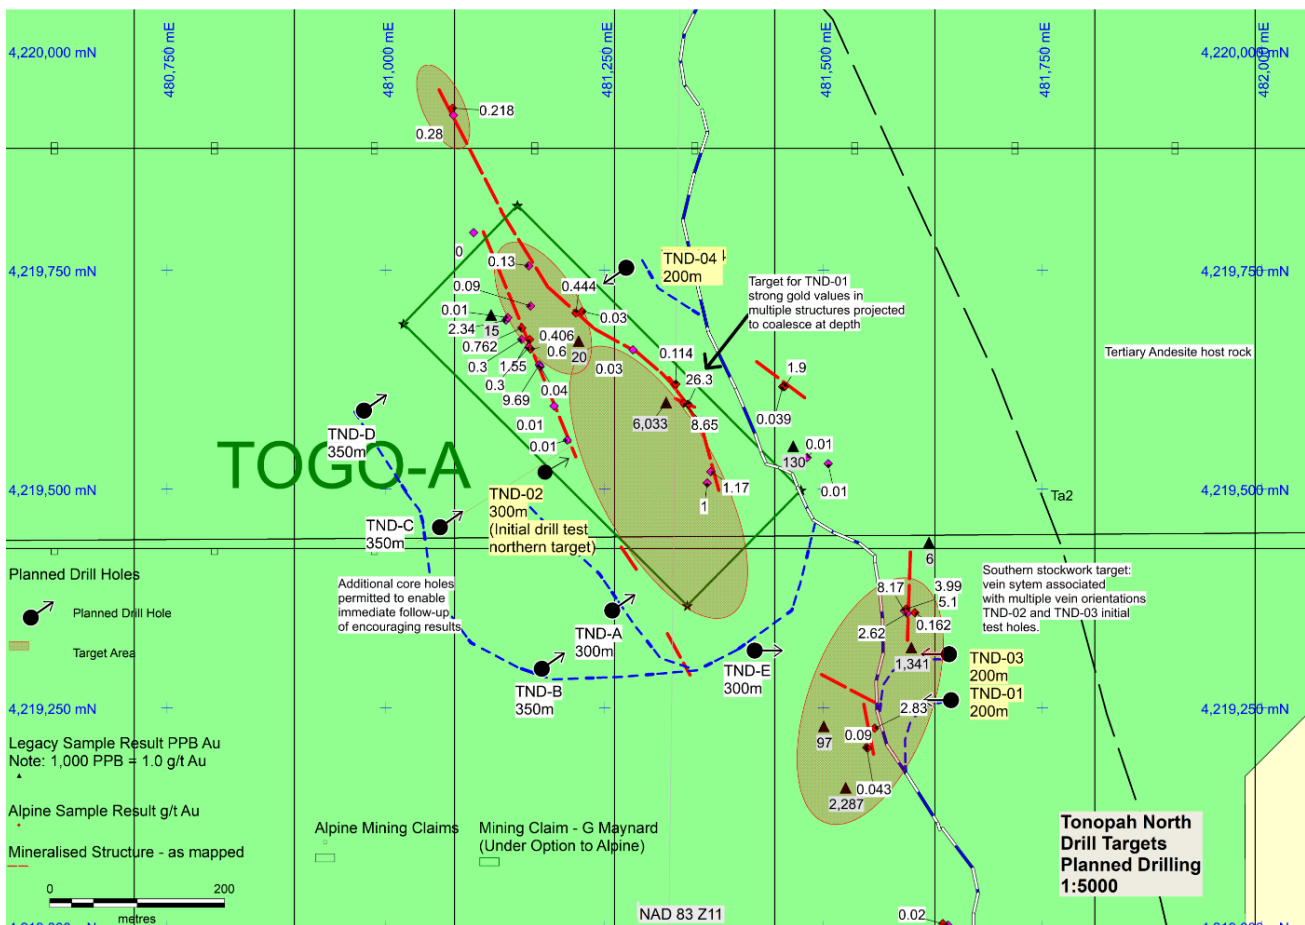 480,750 mE
481,000 mE
481,250 mE
481,500 mE
481,750 mE
482,000 mE
4,220,000 mN
4,220,000 mN
0.218
0.28
0
0.13
TND-04
200m
4,219,750 mN
4,219,750 mN
0.09
0.444
Target for TND-01
strong gold values in
multiple structures projected
to coalesce at depth
0.01
0.03
2.34
15
0.762
0.406
0.3
1.55
0.6
20
0.03
0.114
0.3
0.04
26.3
9.69
1.9
Tertiary Andesite host rock
TND-D
350m
0.01
6,033
8.65
0.039
0.01
0.01
130
0.01
TOGO-A
1.17
1
4,219,500 mN
4,219,500 mN
Ta2
TND-02
300m
(Initial drill test
northern target)
TND-C
350m
6
Planned Drill Holes
Planned Drill Hole
Target Area
Additional core holes
permitted to enable
immediate follow-up
of encouraging results
Southern stockwork target:
vein sytem associated
with multiple vein orientations
TND-02 and TND-03 initial
test holes.
8.17
3.99
5.1
2.62
0.162
TND-A
300m
TND-B
350m
TND-E
300m
1,341
TND-03
200m
TND-01
200m
4,219,250 mN
4,219,250 mN
2.83
0.09
97
0.043
2,287
Legacy Sample Result PPB Au
Note: 1,000 PPB = 1.0 g/t Au
Alpine Sample Result g/t Au
Mineralised Structure - as mapped
Alpine Mining Claims
Mining Claim - G Maynard
(Under Option to Alpine)
Tonopah North
Drill Targets
Planned Drilling
1:5000
0
200
metres
NAD 83 Z11
0.02